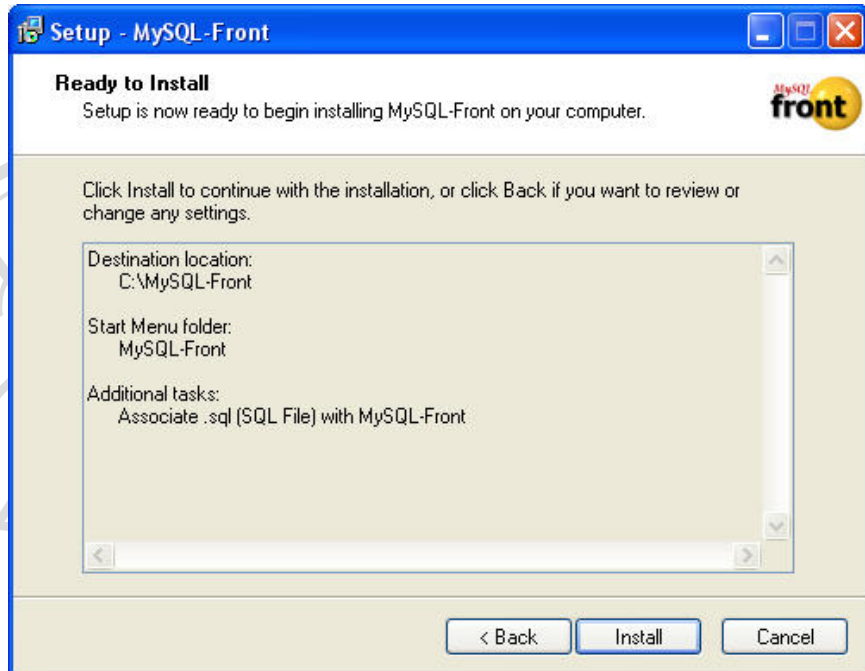 Setup - MySQL-Front
Ready to Install
Setup is now ready to begin installing MySQL-Front on your computer.
MySQL
front
Click Install to continue with the installation, or click Back if you want to review or
change any settings.
Destination location:
C:\MySQL-Front
Start Menu folder:
MySQL-Front
Additional tasks:
Associate .sql (SQL File) with MySQL-Front
< Back
Install
Cancel